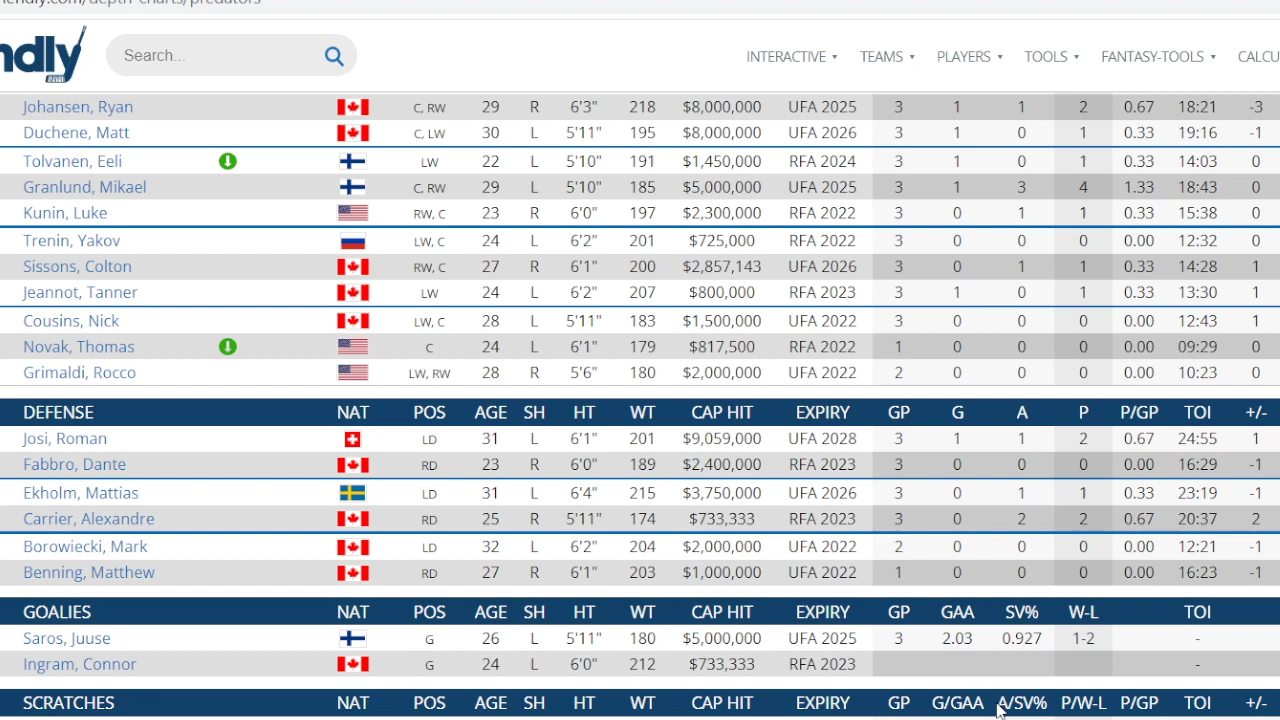 endly.com/depth-charts/predators
ndly Search... INTERACTIVE TEAMS PLAYERS TOOLS FANTASY-TOOLS CALCU
Johansen, Ryan C, RW 29 R 6'3" 218 $8,000,000 UFA 2025 3 1 1 2 0.67 18:21 -3
Duchene, Matt C, LW 30 L 5'11" 195 $8,000,000 UFA 2026 3 1 0 1 0.33 19:16 -1
Tolvanen, Eeli LW 22 L 5'10" 191 $1,450,000 RFA 2024 3 1 0 1 0.33 14:03 0
Granlund, Mikael C, RW 29 L 5'10" 185 $5,000,000 UFA 2025 3 1 3 4 1.33 18:43 0
Kunin, Luke RW, C 23 R 6'0" 197 $2,300,000 RFA 2022 3 0 1 1 0.33 15:38 0
Trenin, Yakov LW, C 24 L 6'2" 201 $725,000 RFA 2022 3 0 0 0 0.00 12:32 0
Sissons, Colton RW, C 27 R 6'1" 200 $2,857,143 UFA 2026 3 0 1 1 0.33 14:28 1
Jeannot, Tanner LW 24 L 6'2" 207 $800,000 RFA 2023 3 1 0 1 0.33 13:30 1
Cousins, Nick LW, C 28 L 5'11" 183 $1,500,000 UFA 2022 3 0 0 0 0.00 12:43 1
Novak, Thomas C 24 L 6'1" 179 $817,500 RFA 2022 1 0 0 0 0.00 09:29 0
Grimaldi, Rocco LW, RW 28 R 5'6" 180 $2,000,000 UFA 2022 2 0 0 0 0.00 10:23 0
DEFENSE NAT POS AGE SH HT WT CAP HIT EXPIRY GP G A P P/GP TOI +/-
Josi, Roman LD 31 L 6'1" 201 $9,059,000 UFA 2028 3 1 1 2 0.67 24:55 1
Fabbro, Dante RD 23 R 6'0" 189 $2,400,000 RFA 2023 3 0 0 0 0.00 16:29 -1
Ekholm, Mattias LD 31 L 6'4" 215 $3,750,000 UFA 2026 3 0 1 1 0.33 23:19 -1
Carrier, Alexandre RD 25 R 5'11" 174 $733,333 RFA 2023 3 0 2 2 0.67 20:37 2
Borowiecki, Mark LD 32 L 6'2" 204 $2,000,000 UFA 2022 2 0 0 0 0.00 12:21 -1
Benning, Matthew RD 27 R 6'1" 203 $1,000,000 UFA 2022 1 0 0 0 0.00 16:23 -1
GOALIES NAT POS AGE SH HT WT CAP HIT EXPIRY GP GAA SV% W-L TOI
Saros, Juuse G 26 L 5'11" 180 $5,000,000 UFA 2025 3 2.03 0.927 1-2 -
Ingram, Connor G 24 L 6'0" 212 $733,333 RFA 2023 -
SCRATCHES NAT POS AGE SH HT WT CAP HIT EXPIRY GP G/GAA A/SV% P/W-L P/GP TOI +/-